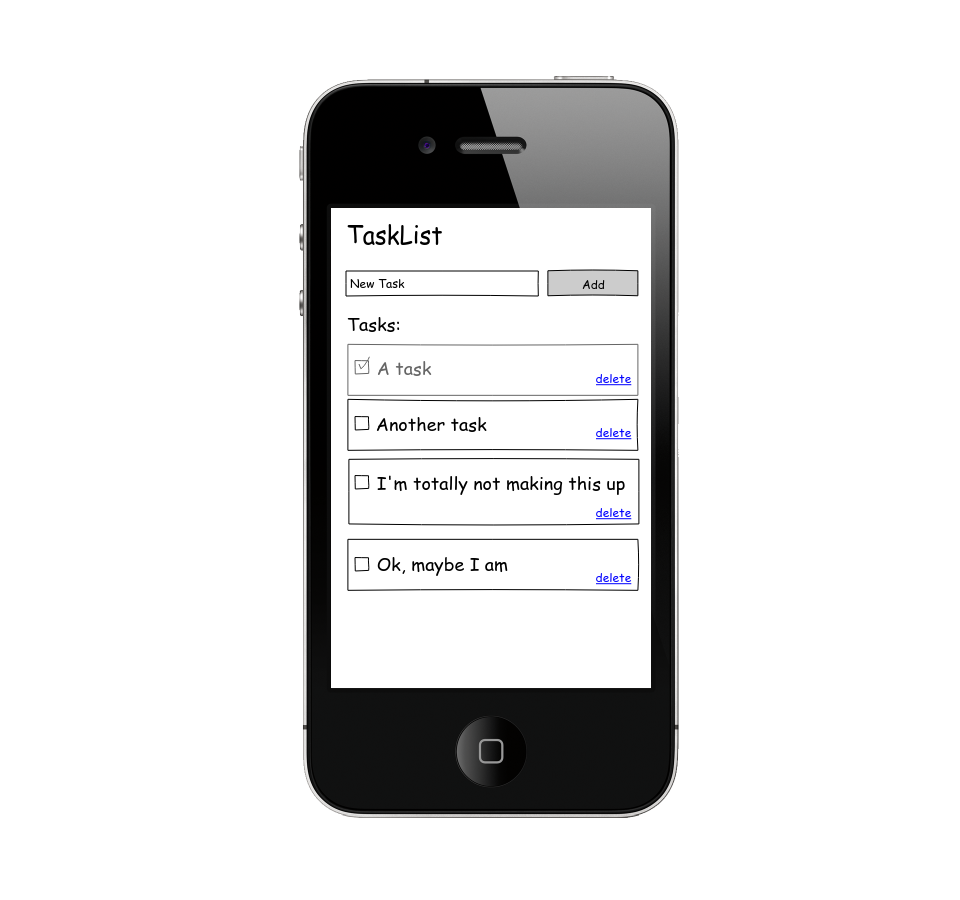 TaskList
New Task
Add
Tasks:
A task
delete
Another task
delete
I'm totally not making this up
delete
Ok, maybe I am
delete